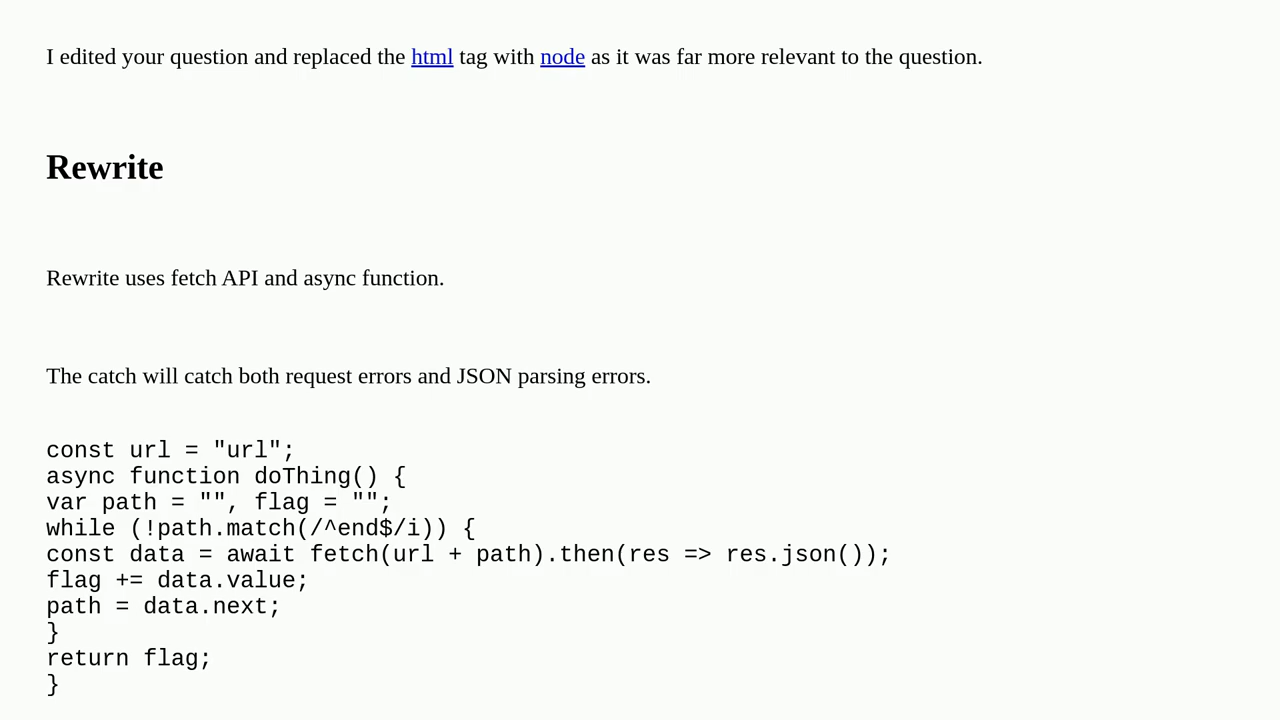 I edited your question and replaced the html tag with node as it was far more relevant to the question.
Rewrite
Rewrite uses fetch API and async function.
The catch will catch both request errors and JSON parsing errors.
const url = "url";
async function doThing() {
var path = "", flag = "";
while (!path.match(/^end$/i)) {
const data = await fetch(url + path).then(res => res.json());
flag += data.value;
path = data.next;
}
return flag;
}